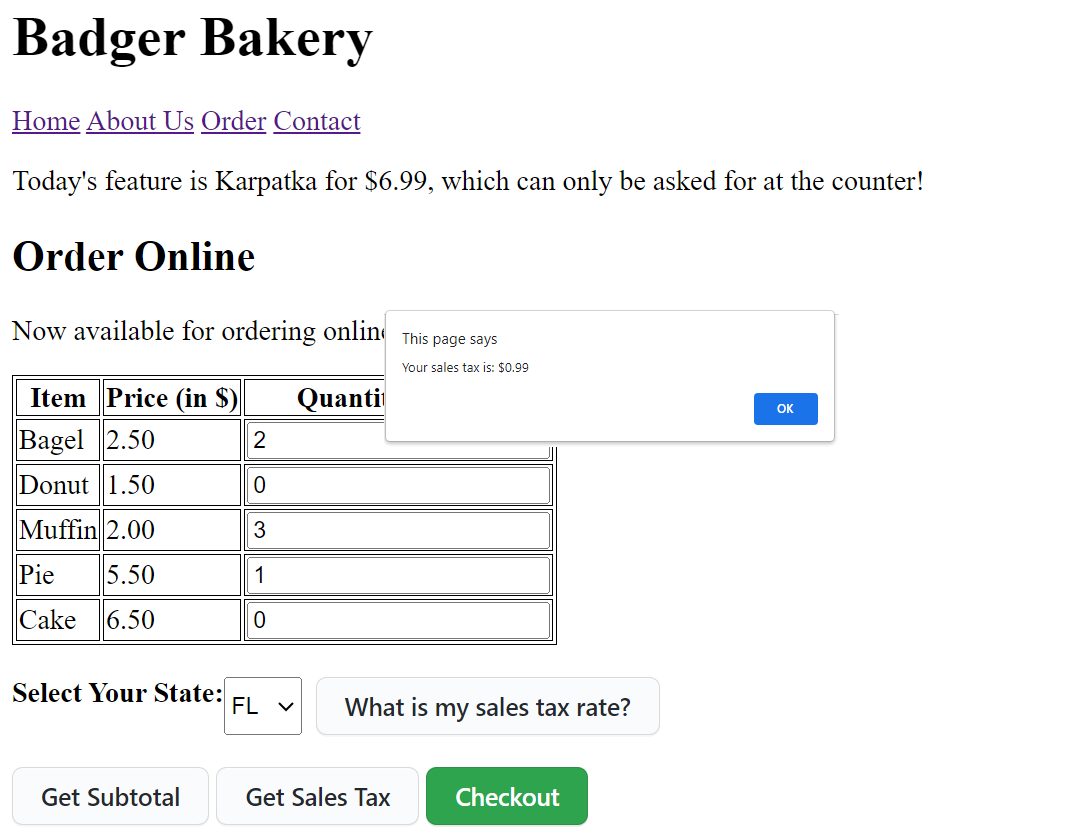 Badger Bakery
Home About Us Order Contact
Today's feature is Karpatka for $6.99, which can only be asked for at the counter!
Order Online
Now available for ordering online
This page says
Your sales tax is: $0.99
OK
Item Price (in $)
Bagel 2.50 2
Donut 1.50 0
Muffin 2.00 3
Pie 5.50 1
Cake 6.50 0
Select Your State: FL What is my sales tax rate?
Get Subtotal Get Sales Tax Checkout